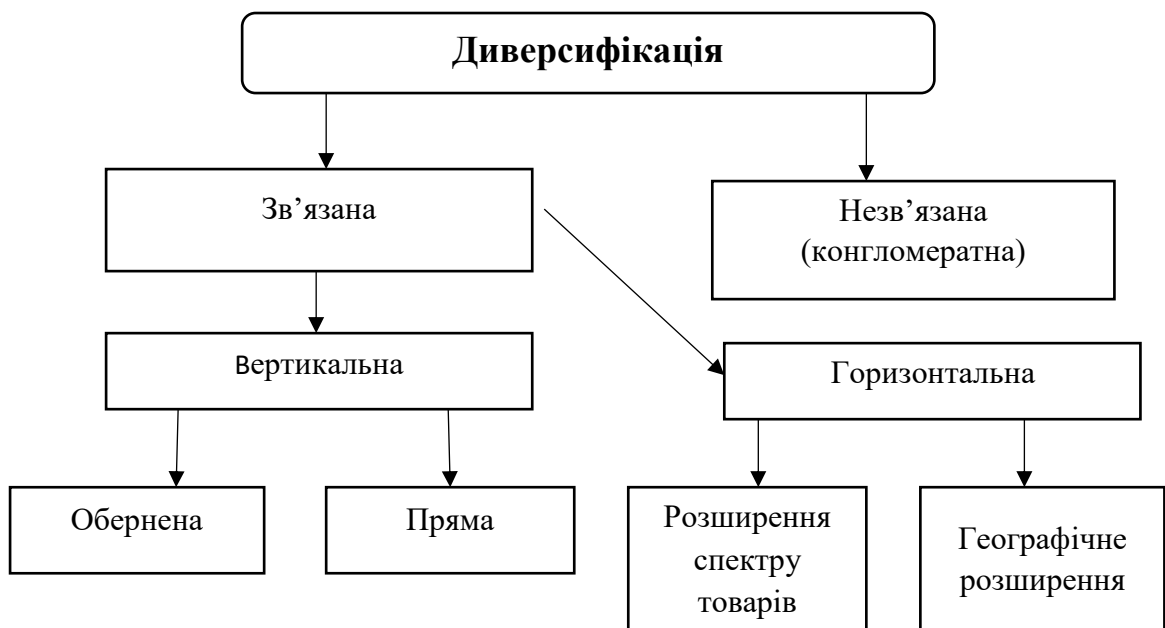 Диверсифікація
Зв’язана
Незв’язана
(конгломератна)
Вертикальна
Горизонтальна
Обернена
Пряма
Розширення
спектру
товарів
Географічне
розширення